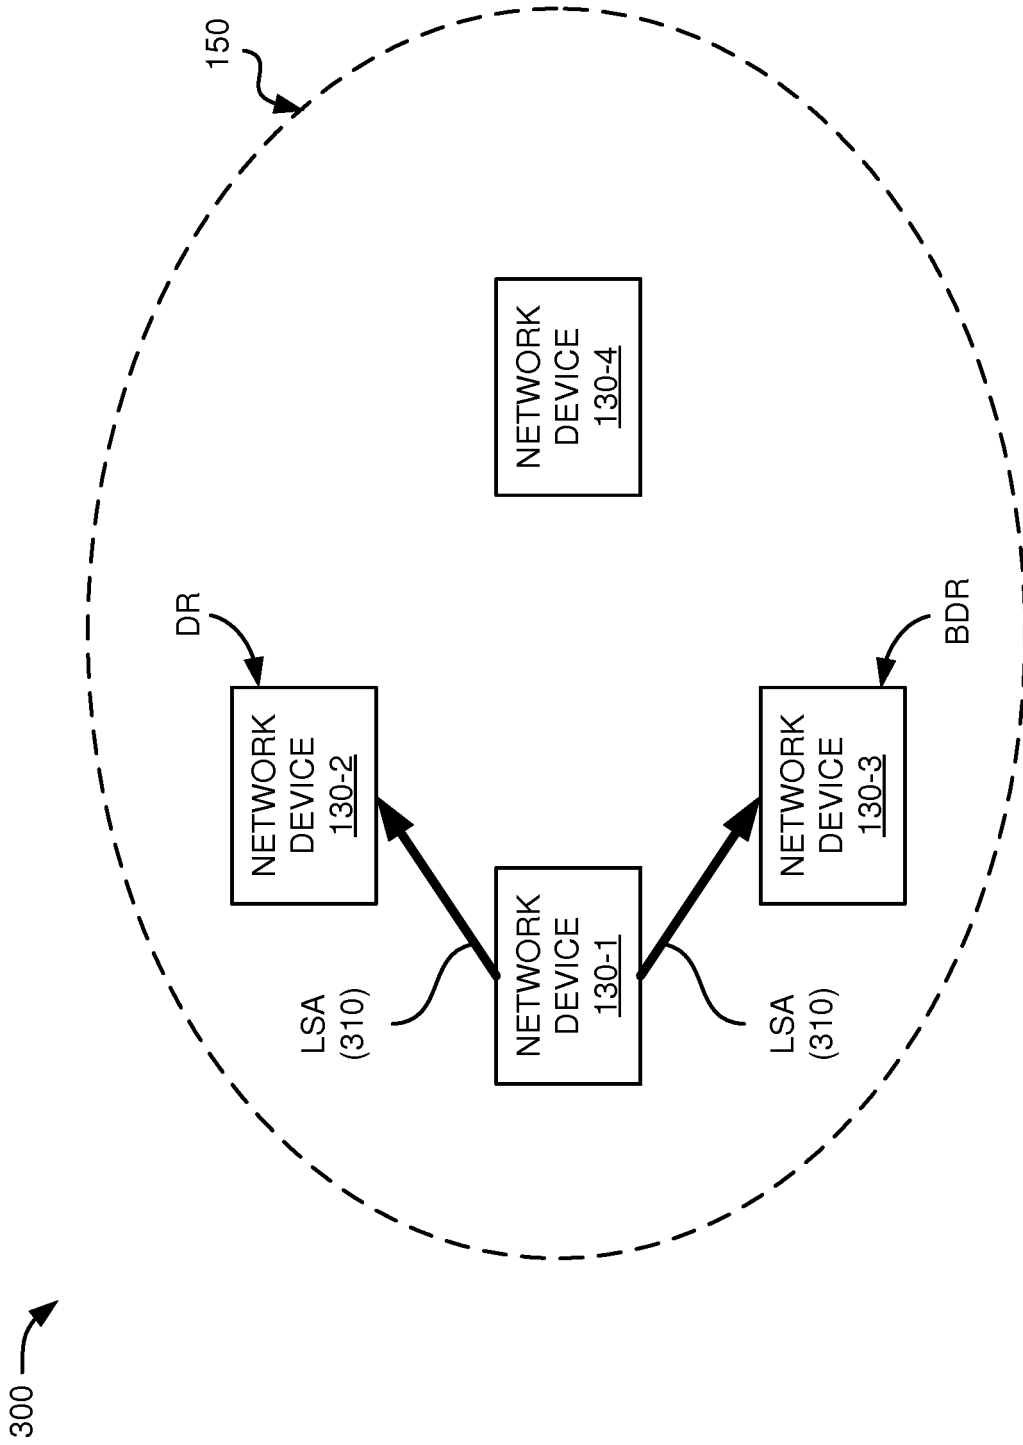 300
150
DR
NETWORK
DEVICE
130-2
LSA
(310)
NETWORK
DEVICE
130-1
NETWORK
DEVICE
130-4
LSA
(310)
NETWORK
DEVICE
130-3
BDR